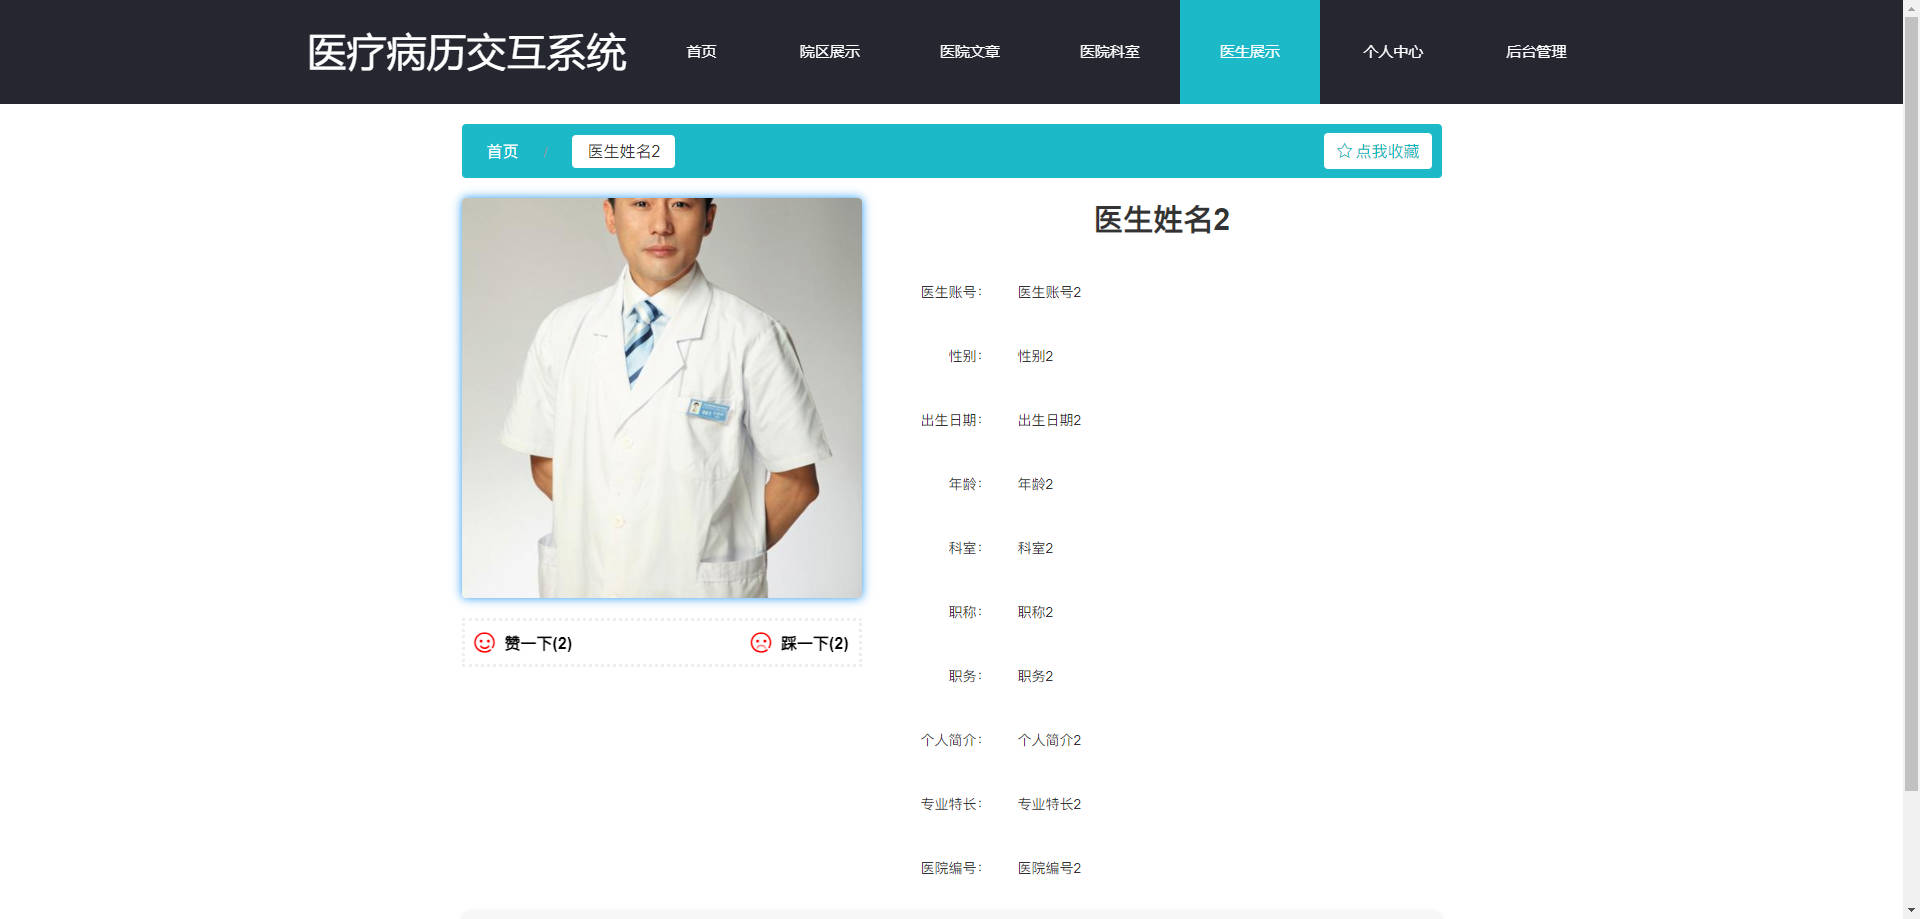 医疗病历交互系统 首页 院区展示 医院文章 医院科室 医生展示 个人中心 后台管理
首页 / 医生姓名2 点我收藏
医生姓名2
医生账号： 医生账号2
性别： 性别2
出生日期： 出生日期2
年龄： 年龄2
科室： 科室2
职称： 职称2
职务： 职务2
个人简介： 个人简介2
专业特长： 专业特长2
医院编号： 医院编号2
赞一下(2) 踩一下(2)